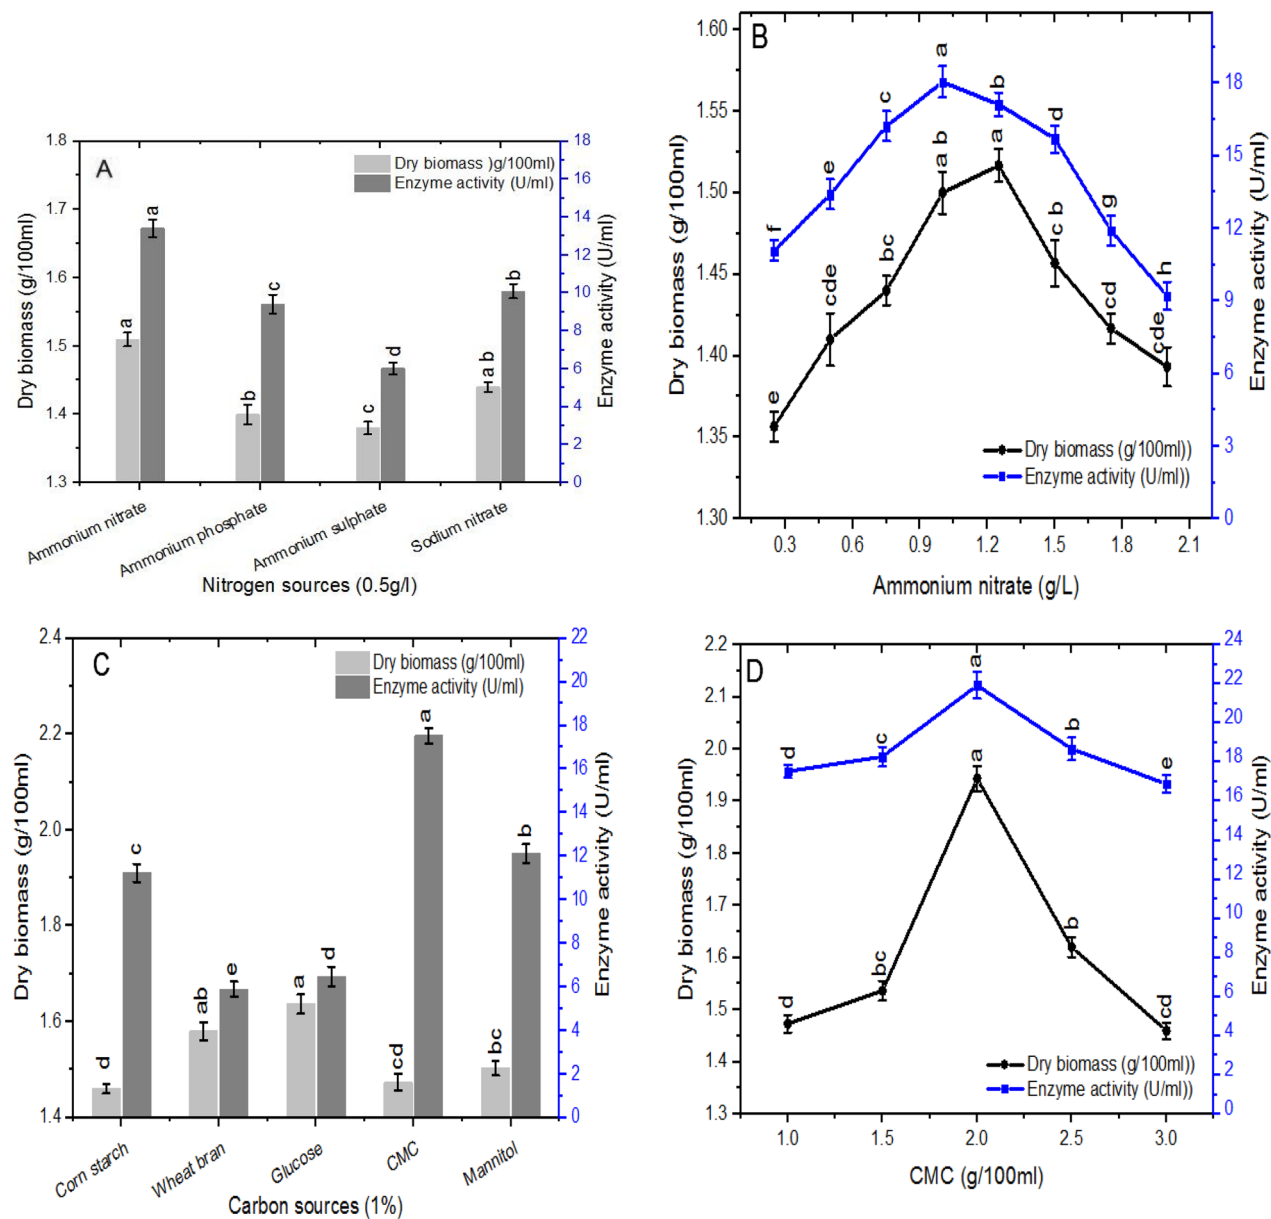 A
Dry biomass )g/100ml)
Enzyme activity (U/ml)
1.8
1.7
1.6
1.5
1.4
1.3
Dry biomass (g/100ml)
18
16
14
12
10
8
6
4
2
0
Enzyme activity (U/ml)
a
a
b
c
c
d
a b
b
Ammonium nitrate
Ammonium phosphate
Ammonium sulphate
Sodium nitrate
Nitrogen sources (0.5g/l)
B
1.60
1.55
1.50
1.45
1.40
1.35
1.30
Dry biomass (g/100ml)
18
15
12
9
6
3
0
Enzyme activity (U/ml)
f
e
c
a
b
d
g
h
e
cde
bc
a b
a
c b
cd
cde
Dry biomass (g/100ml))
Enzyme activity (U/ml))
0.3
0.6
0.9
1.2
1.5
1.8
2.1
Ammonium nitrate (g/L)
C
Dry biomass (g/100ml)
Enzyme activity (U/ml)
2.4
2.2
2.0
1.8
1.6
1.4
Dry biomass (g/100ml)
22
20
18
16
14
12
10
8
6
4
2
0
Enzyme activity (U/ml)
d
c
ab
e
a
d
cd
a
bc
b
Corn starch
Wheat bran
Glucose
CMC
Mannitol
Carbon sources (1%)
D
2.2
2.1
2.0
1.9
1.8
1.7
1.6
1.5
1.4
1.3
Dry biomass (g/100ml)
24
22
20
18
16
14
12
10
8
6
4
2
0
Enzyme activity (U/ml)
d
c
a
b
e
d
bc
a
b
cd
Dry biomass (g/100ml))
Enzyme activity (U/ml))
1.0
1.5
2.0
2.5
3.0
CMC (g/100ml)